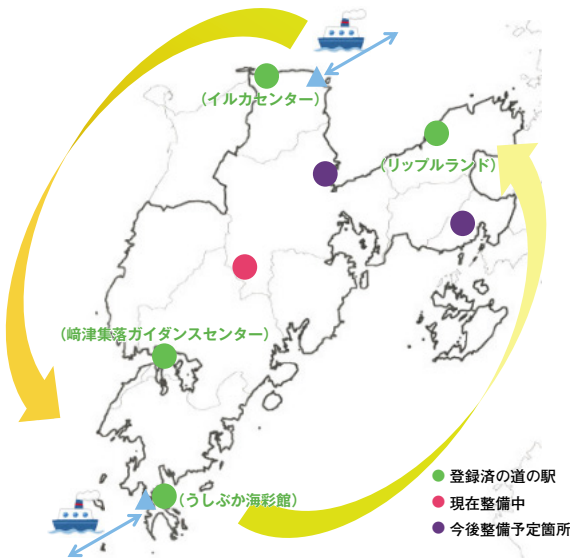 （イルカセンター）
（リップルランド）
（﨑津集落ガイダンスセンター）
（うしぶか海彩館）
登録済の道の駅
現在整備中
今後整備予定箇所